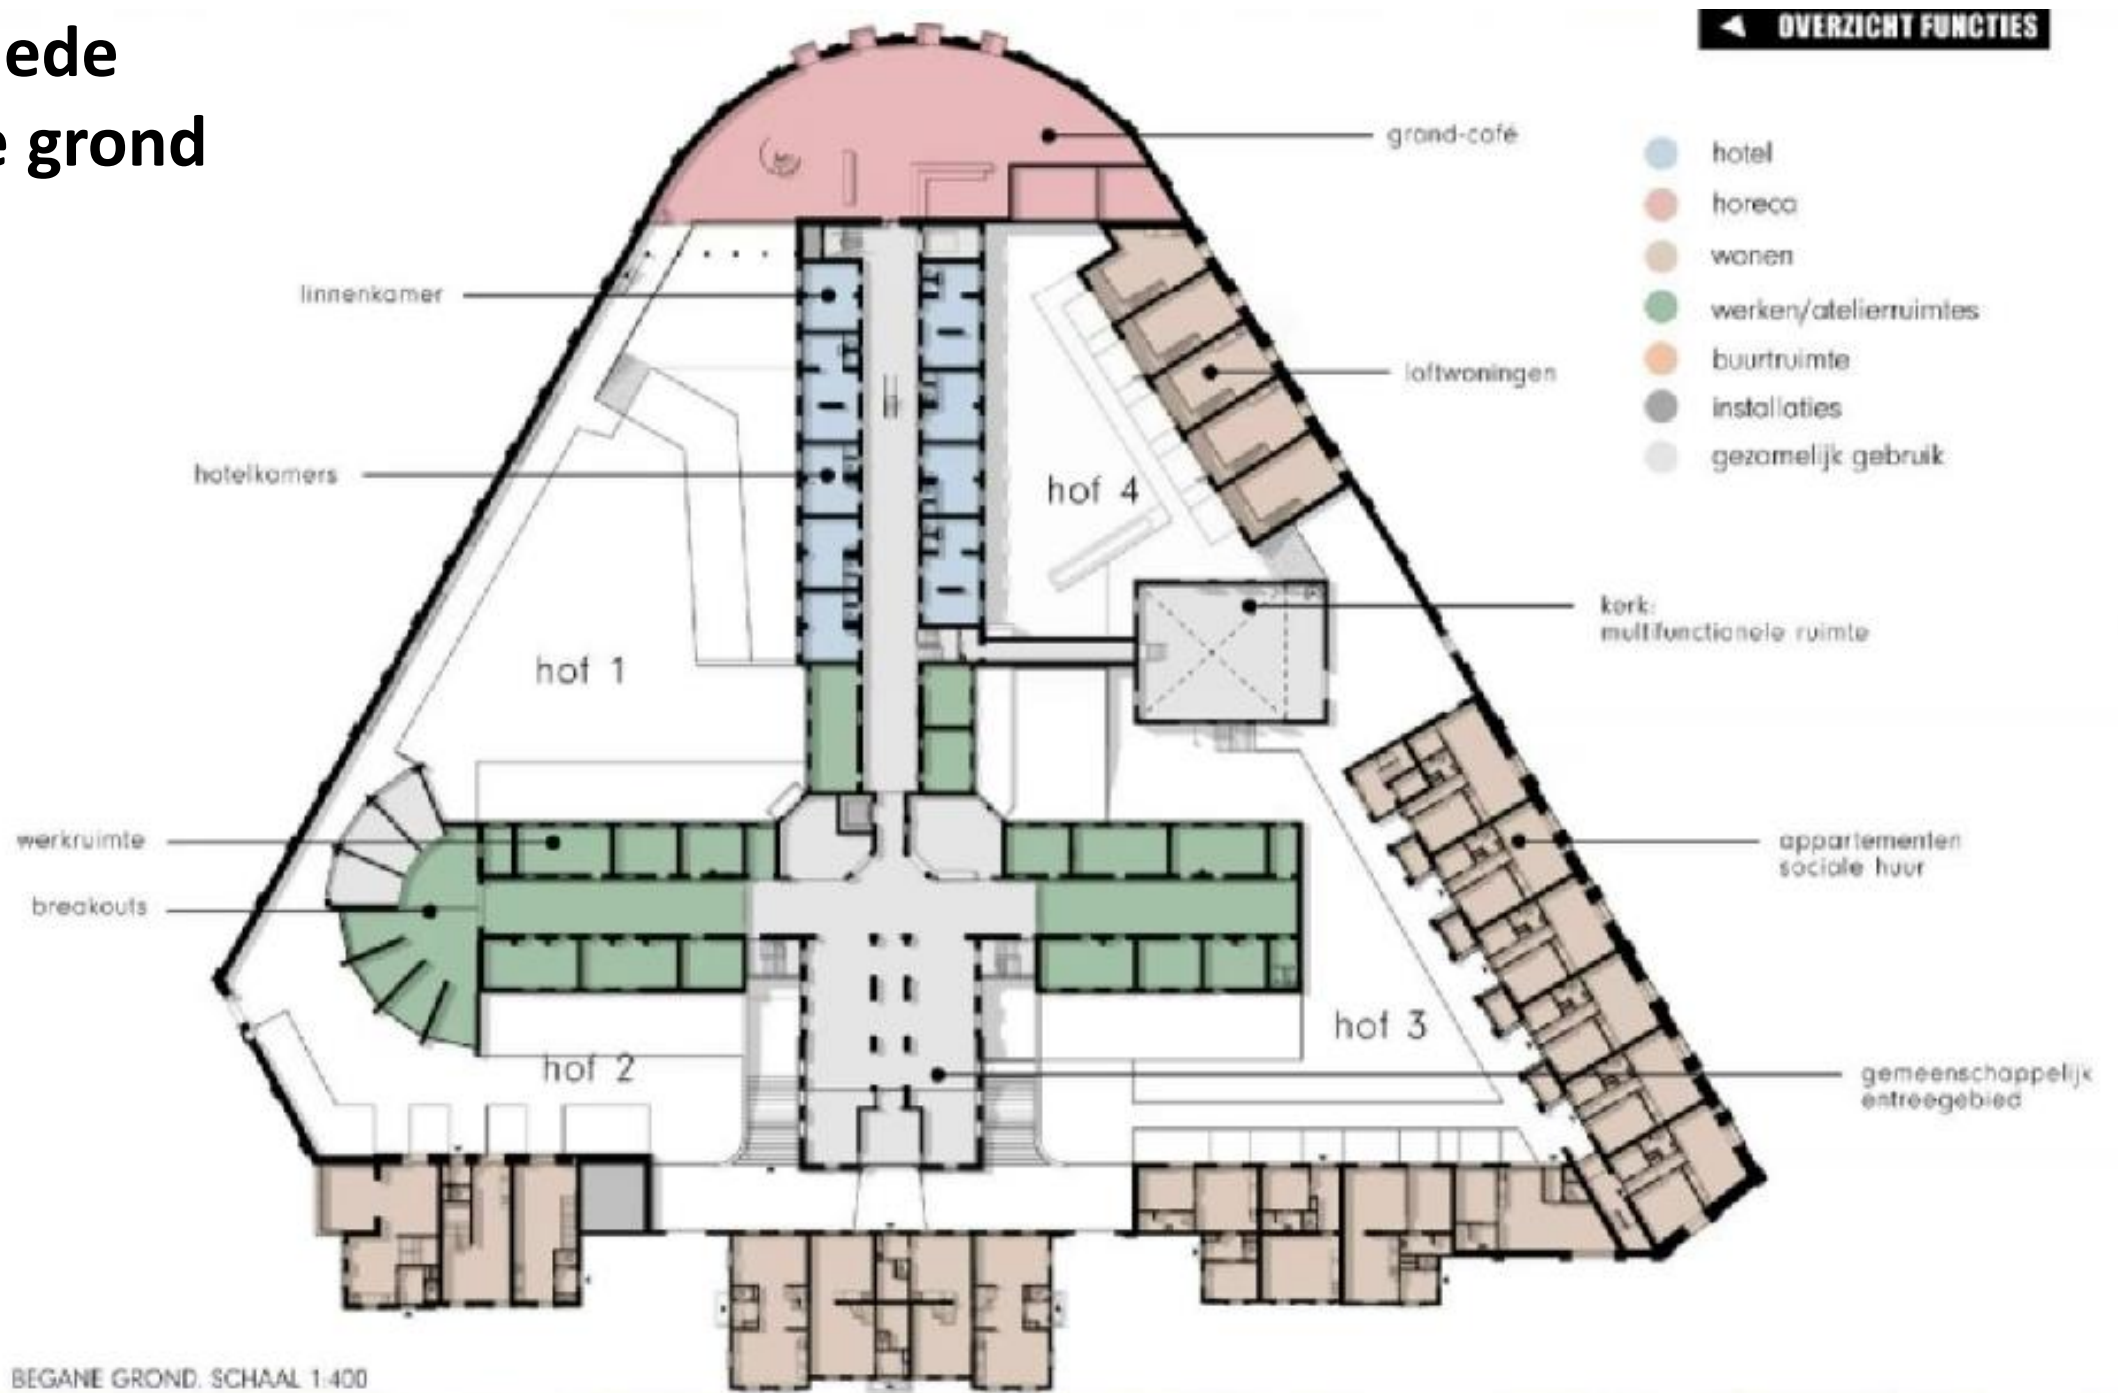 ede
e grond
OVERZICHT FUNCTIES
hotel
horeca
wonen
werken/atelierruimtes
buurtruimte
installaties
gezamelijk gebruik
grand-café
linnenkamer
loftwoningen
hotelkamers
hof 4
kerk:
multifunctionele ruimte
hof 1
werkruimte
appartementen
sociale huur
breakouts
hof 3
hof 2
gemeenschappelijk
entreegebied
BEGANE GROND. SCHAAL 1:400